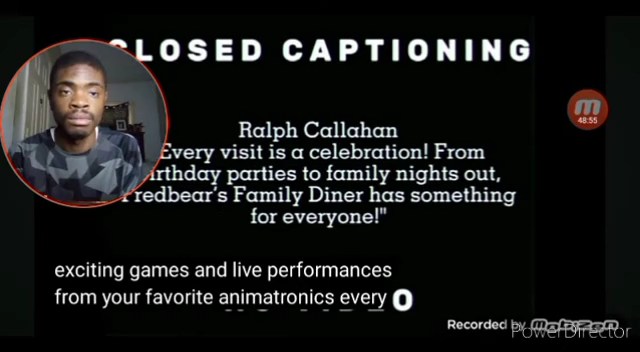 CLOSED CAPTIONING
48:55
Ralph Callahan
Every visit is a celebration! From
birthday parties to family nights out,
Fredbear's Family Diner has something
for everyone!"
exciting games and live performances
from your favorite animatronics every
Recorded by Mobizen
PowerDirector